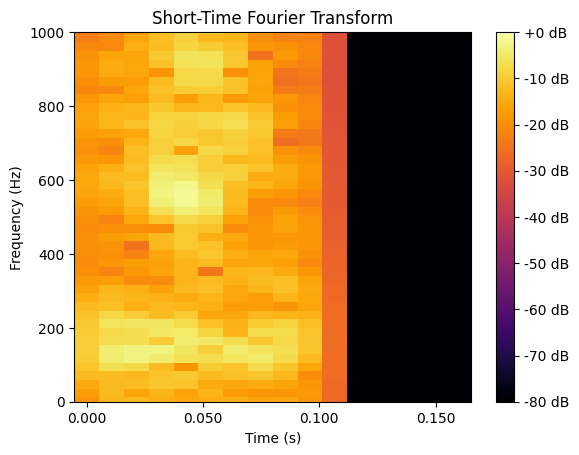 Short-Time Fourier Transform
1000
800
600
400
200
0
Frequency (Hz)
0.000
0.050
0.100
0.150
Time (s)
+0 dB
-10 dB
-20 dB
-30 dB
-40 dB
-50 dB
-60 dB
-70 dB
-80 dB